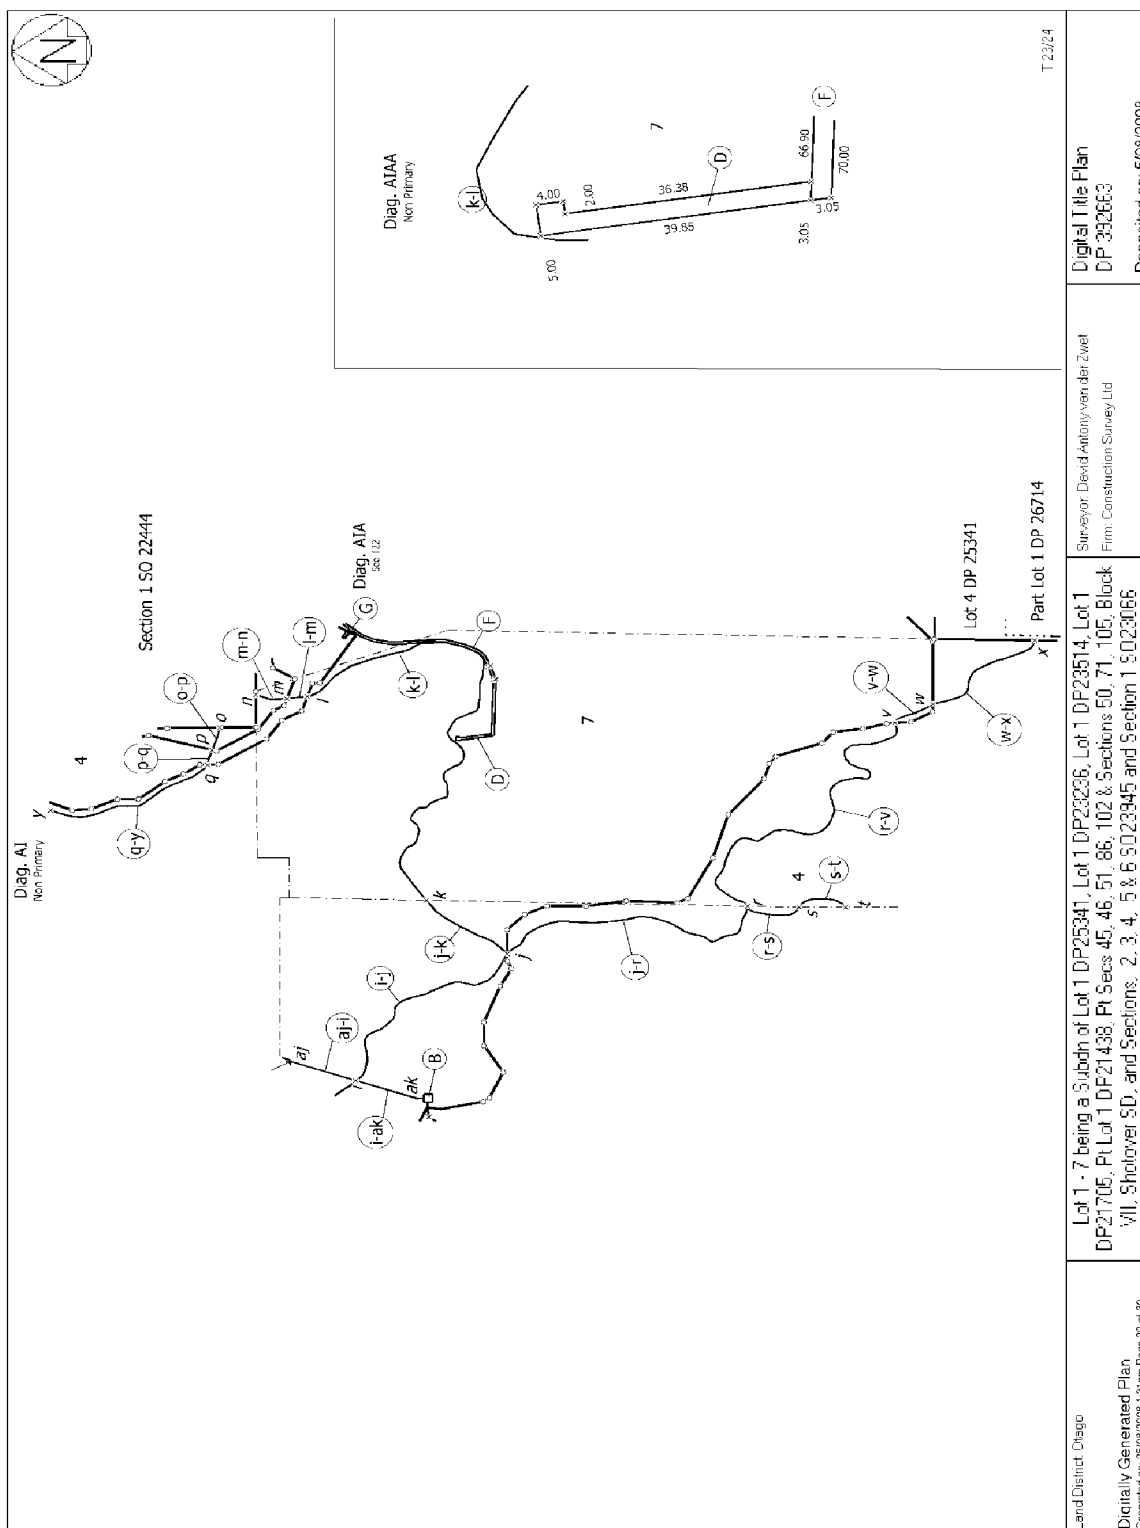 N
Diag. AI
Non Primary
y
4
q-y
p-q
q
p
o-p
o
n
m-n
m
l-m
l
Section 1 SO 22444
Diag. AIA
See T22
G
k-l
F
D
7
k
j-k
j
i-j
aj
aj-i
i
ak
i-ak
B
j-r
r
r-s
s
4
s-t
t
r-v
v
v-w
w
w-x
x
Lot 4 DP 25341
Part Lot 1 DP 26714
Diag. AIAA
Non Primary
k-l
4.00
2.00
5.00
36.38
39.85
D
7
66.90
F
70.00
3.05
3.05
T 23/24
Land District: Otago
Digitally Generated Plan
Lot 1 - 7 being a Subdn of Lot 1 DP25341, Lot 1 DP23236, Lot 1 DP23514, Lot 1
DP21705, Pt Lot 1 DP21438, Pt Secs 45, 46, 51, 86, 102 & Sections 50, 71, 105, Block
VII, Shotover SD, and Sections, 2, 3, 4, 5 & 6 SO23945 and Section 1 SO23066
Surveyor: David Antony van der Zwet
Firm: Construction Survey Ltd
Digital Title Plan
DP 392663